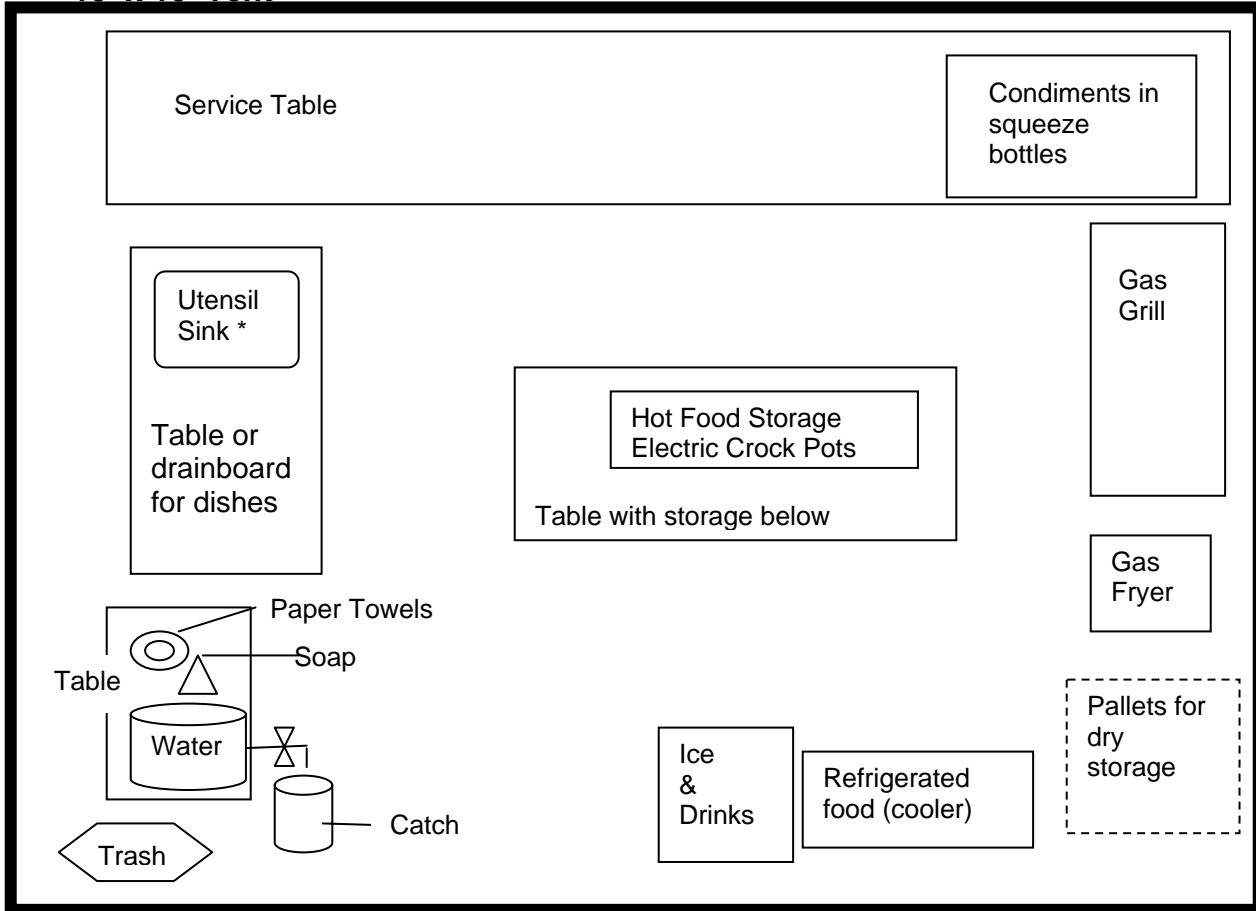 Service Table
Condiments in
squeeze
bottles
Utensil
Sink *
Table or
drainboard
for dishes
Hot Food Storage
Electric Crock Pots
Table with storage below
Gas
Grill
Gas
Fryer
Paper Towels
Soap
Table
Water
Catch
Trash
Ice
&
Drinks
Refrigerated
food (cooler)
Pallets for
dry
storage